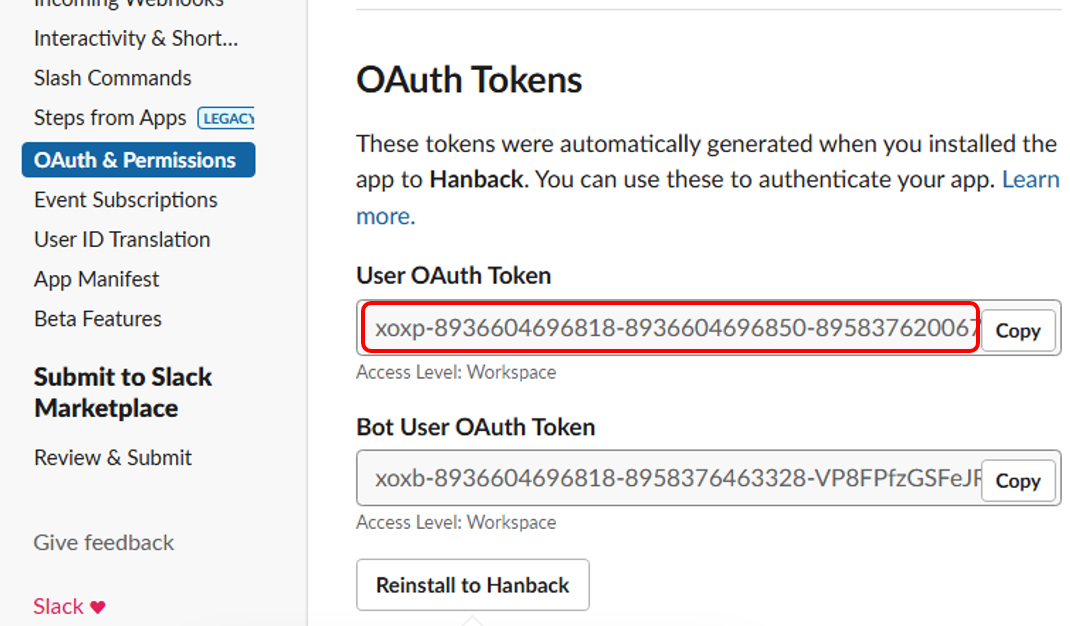 Incoming Webhooks
Interactivity & Short...
Slash Commands
Steps from Apps LEGACY
OAuth & Permissions
Event Subscriptions
User ID Translation
App Manifest
Beta Features
Submit to Slack
Marketplace
Review & Submit
Give feedback
Slack ♥
OAuth Tokens
These tokens were automatically generated when you installed the
app to Hanback. You can use these to authenticate your app. Learn
more.
User OAuth Token
xoxp-8936604696818-8936604696850-895837620067 Copy
Access Level: Workspace
Bot User OAuth Token
xoxb-8936604696818-8958376463328-VP8FPfzGSFeJF Copy
Access Level: Workspace
Reinstall to Hanback